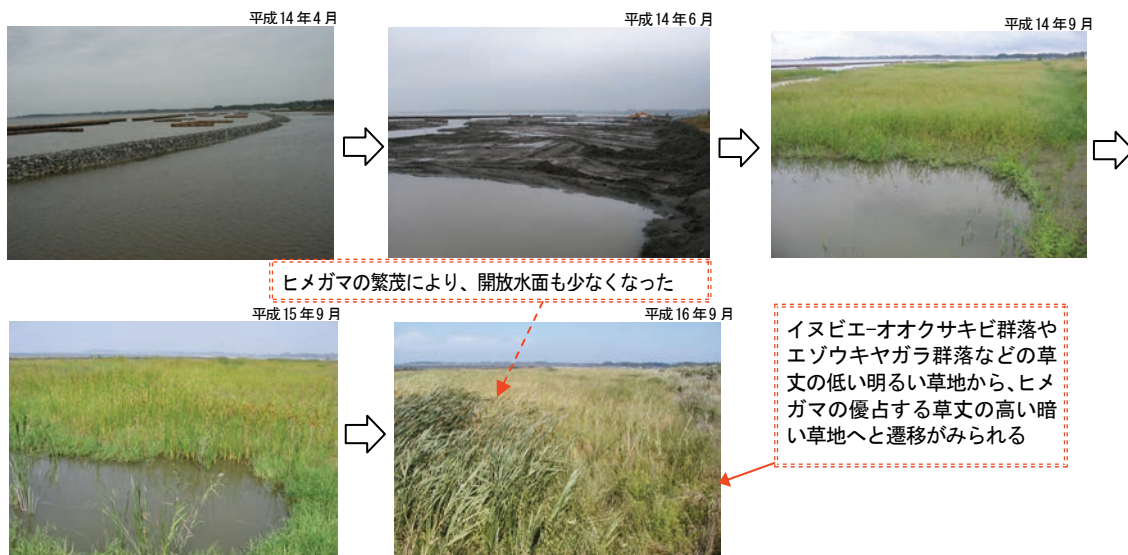 平成14年4月
平成14年6月
平成14年9月
ヒメガマの繁茂により、開放水面も少なくなった
平成15年9月
平成16年9月
イヌビエ−オオクサキビ群落や
エゾウキヤガラ群落などの草
丈の低い明るい草地から、ヒメ
ガマの優占する草丈の高い暗
い草地へと遷移がみられる